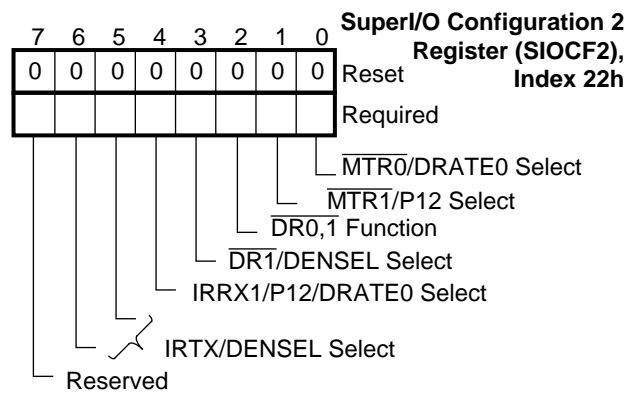 SuperI/O Configuration 2
Register (SIOCF2),
Index 22h
7 6 5 4 3 2 1 0
0 0 0 0 0 0 0 0 Reset
Required
MTR0/DRATE0 Select
MTR1/P12 Select
DR0,1 Function
DR1/DENSEL Select
IRRX1/P12/DRATE0 Select
IRTX/DENSEL Select
Reserved